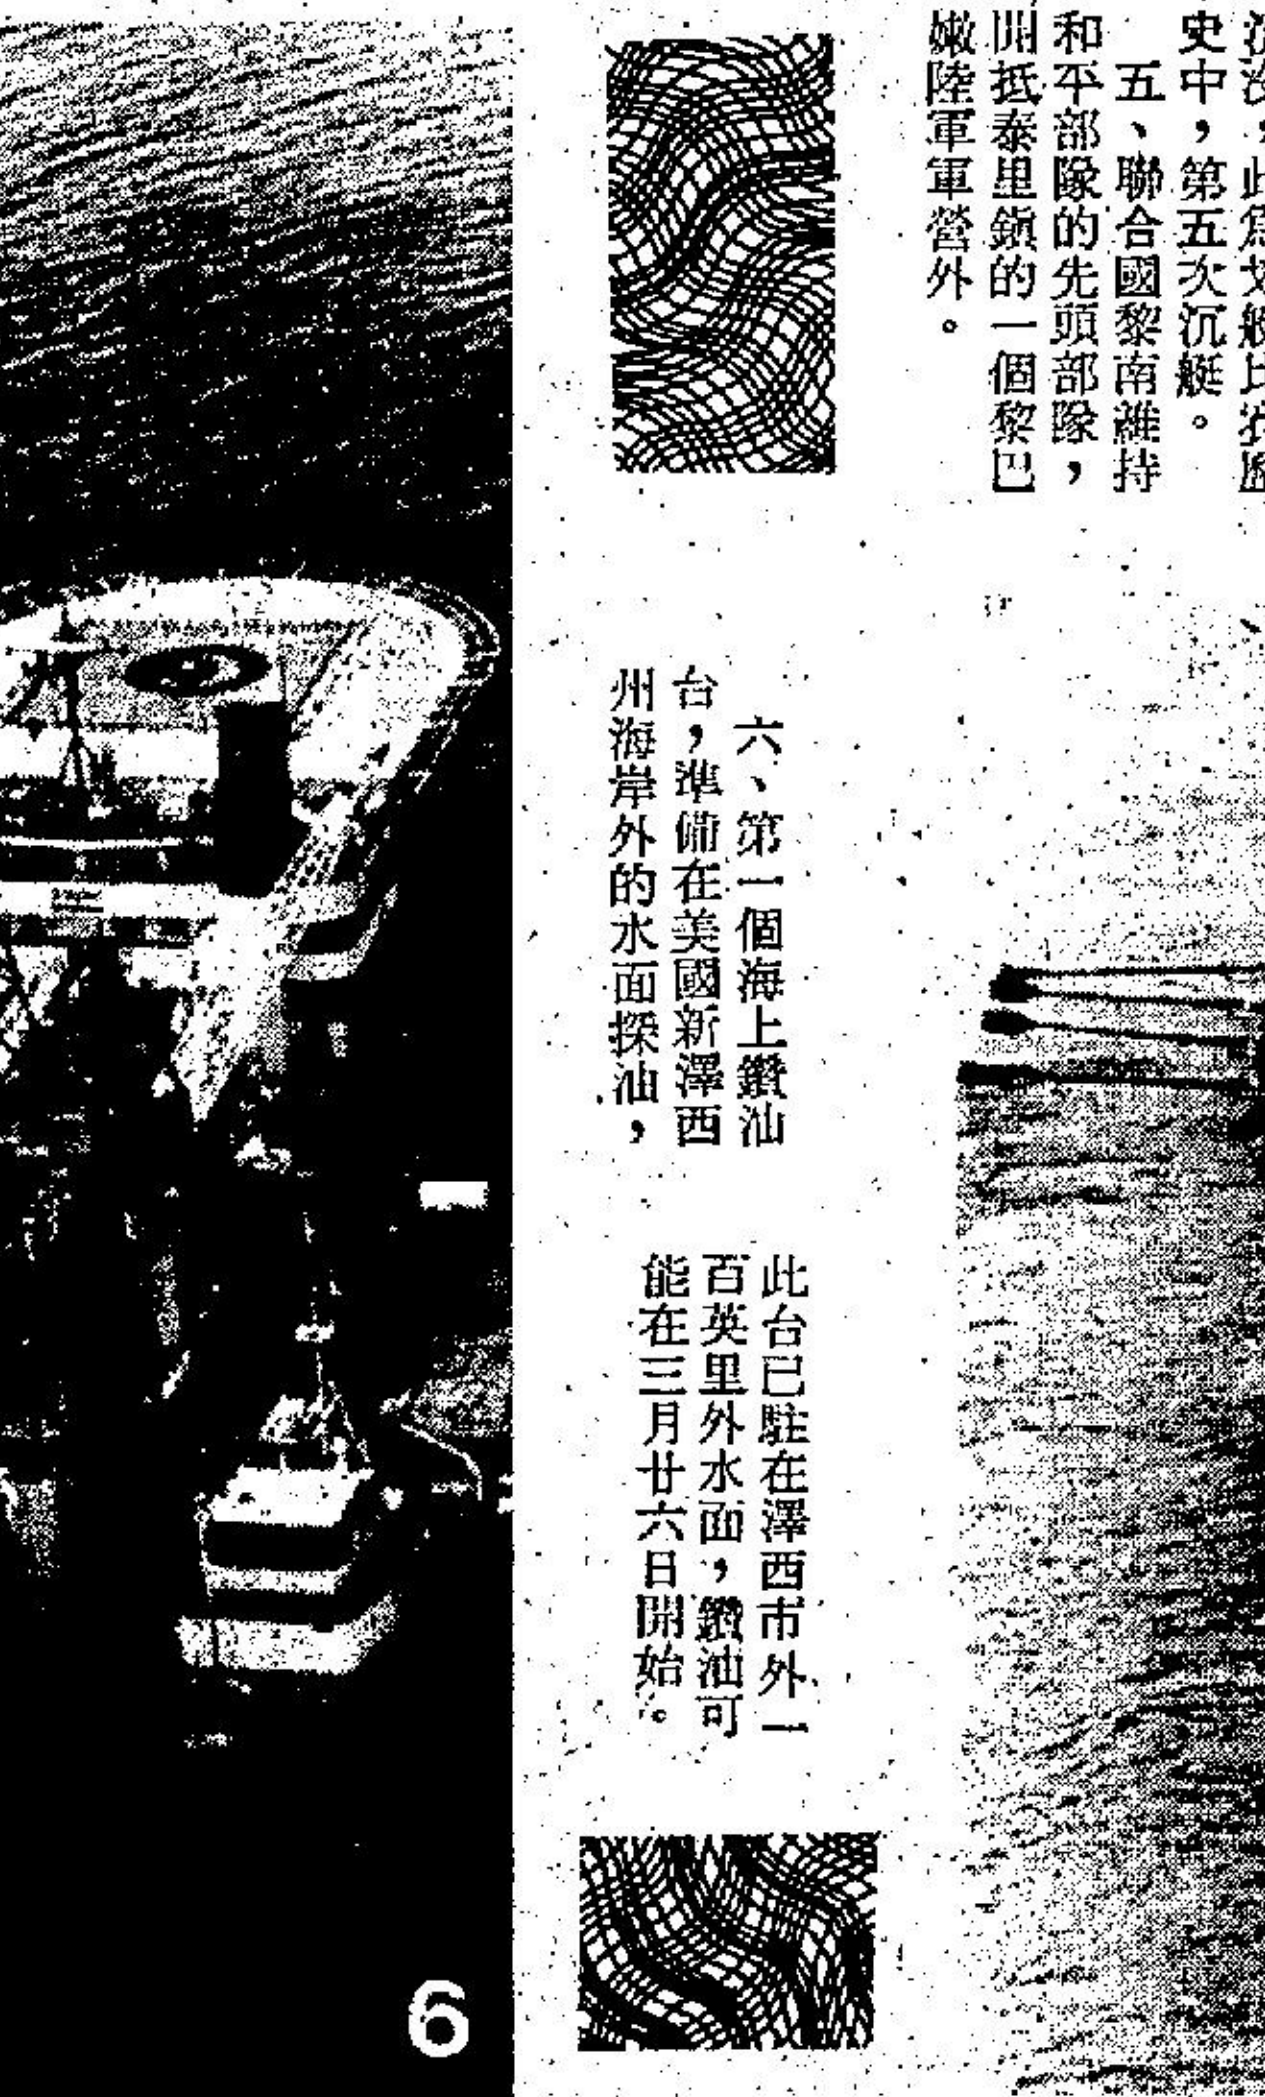 史中，第五次沉艇。
五、聯合國黎南維持
和平部隊的先頭部隊，
開抵泰里鎮的一個黎巴
嫩陸軍軍營外。
六、第一個海上鑽油
台，準備在美國新澤西
州海岸外的水面探油，
此台已駐在澤西市外一
百英里外水面，鑽油可
能在三月廿六日開始。
6